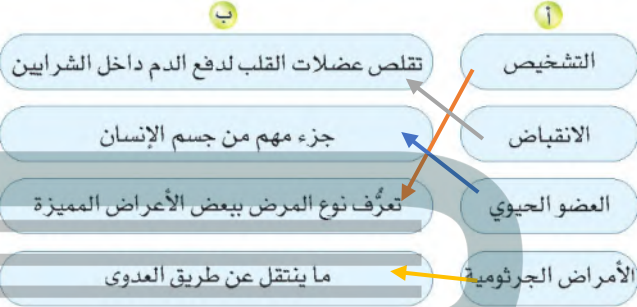 أ ب
التشخيص تقلص عضلات القلب لدفع الدم داخل الشرايين
الانقباض جزء مهم من جسم الإنسان
العضو الحيوي تعرُّف نوع المرض ببعض الأعراض المميزة
الأمراض الجرثومية ما ينتقل عن طريق العدوى